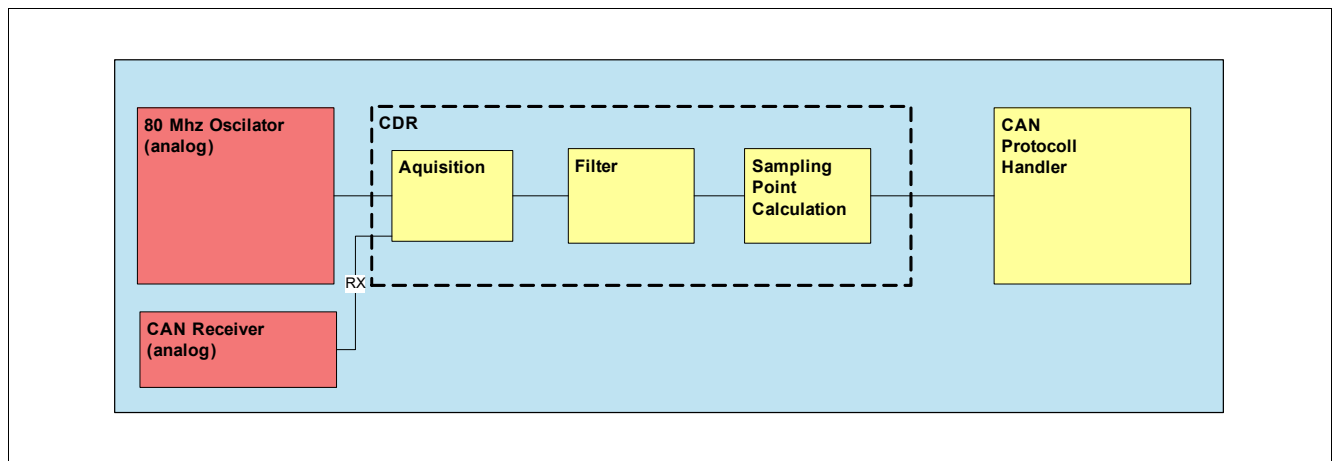 80 Mhz Oscilator
(analog)
CDR
Aquisition
Filter
Sampling
Point
Calculation
CAN
Protocoll
Handler
RX
CAN Receiver
(analog)